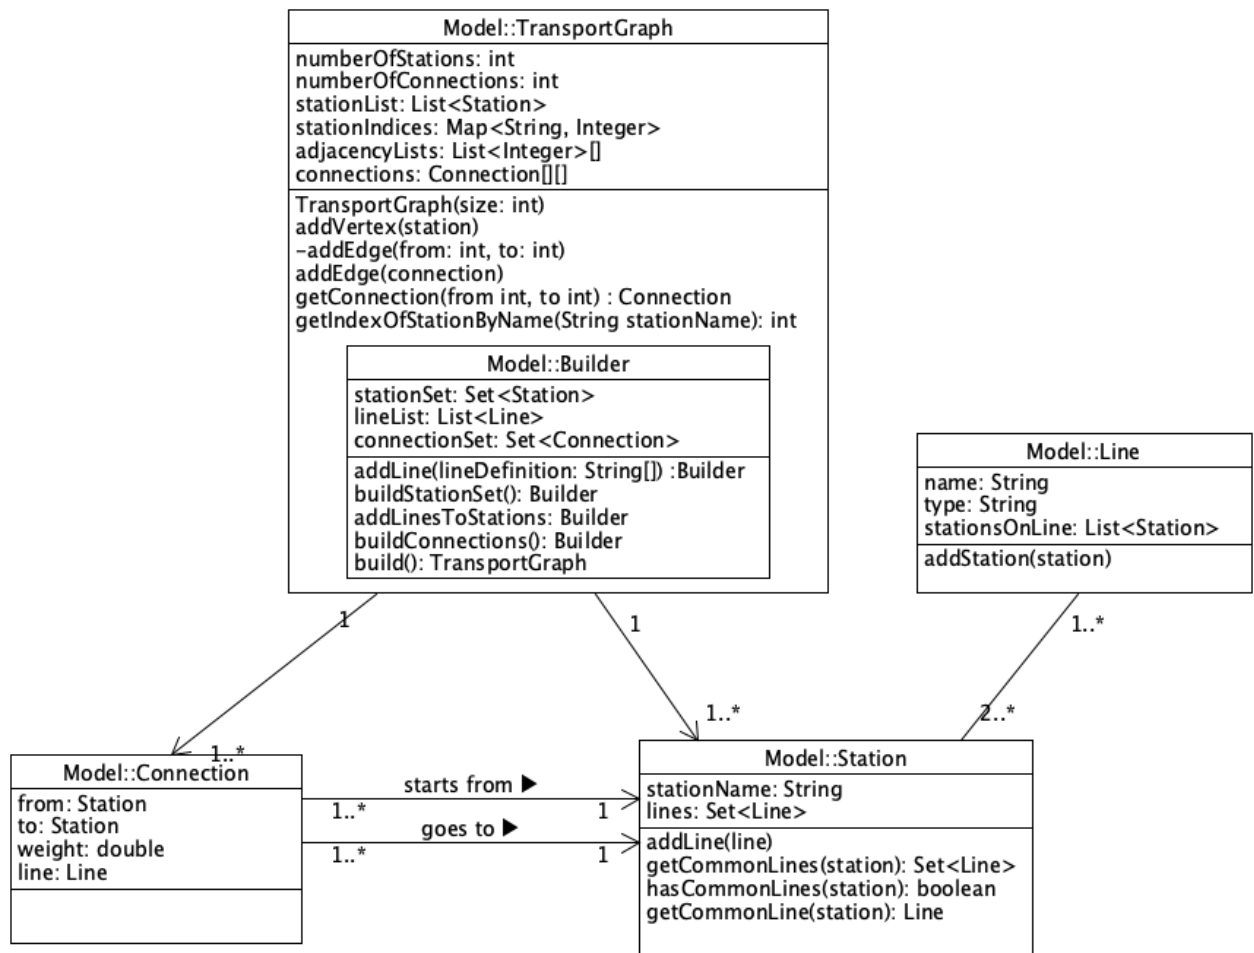 Model::TransportGraph
numberOfStations: int
numberOfConnections: int
stationList: List<Station>
stationIndices: Map<String, Integer>
adjacencyLists: List<Integer>[]
connections: Connection[][]
TransportGraph(size: int)
addVertex(station)
-addEdge(from: int, to: int)
addEdge(connection)
getConnection(from int, to int) : Connection
getIndexOfStationByName(String stationName): int
Model::Builder
stationSet: Set<Station>
lineList: List<Line>
connectionSet: Set<Connection>
addLine(lineDefinition: String[]) :Builder
buildStationSet(): Builder
addLinesToStations: Builder
buildConnections(): Builder
build(): TransportGraph
Model::Line
name: String
type: String
stationsOnLine: List<Station>
addStation(station)
1
1
1..*
1..*
1..*
2..*
Model::Connection
from: Station
to: Station
weight: double
line: Line
starts from ▶
1..*
1
goes to ▶
1..*
1
Model::Station
stationName: String
lines: Set<Line>
addLine(line)
getCommonLines(station): Set<Line>
hasCommonLines(station): boolean
getCommonLine(station): Line